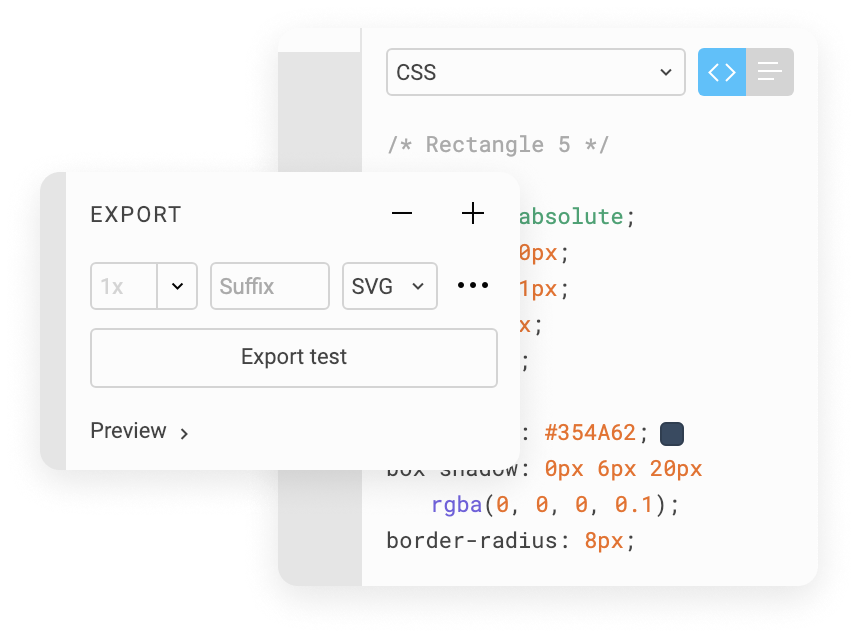 CSS
/* Rectangle 5 */
EXPORT
1x
Suffix
SVG
Export test
Preview
absolute;
0px;
1px;
x;
;
: #354A62;
box shadow: 0px 6px 20px
rgba(0, 0, 0, 0.1);
border-radius: 8px;